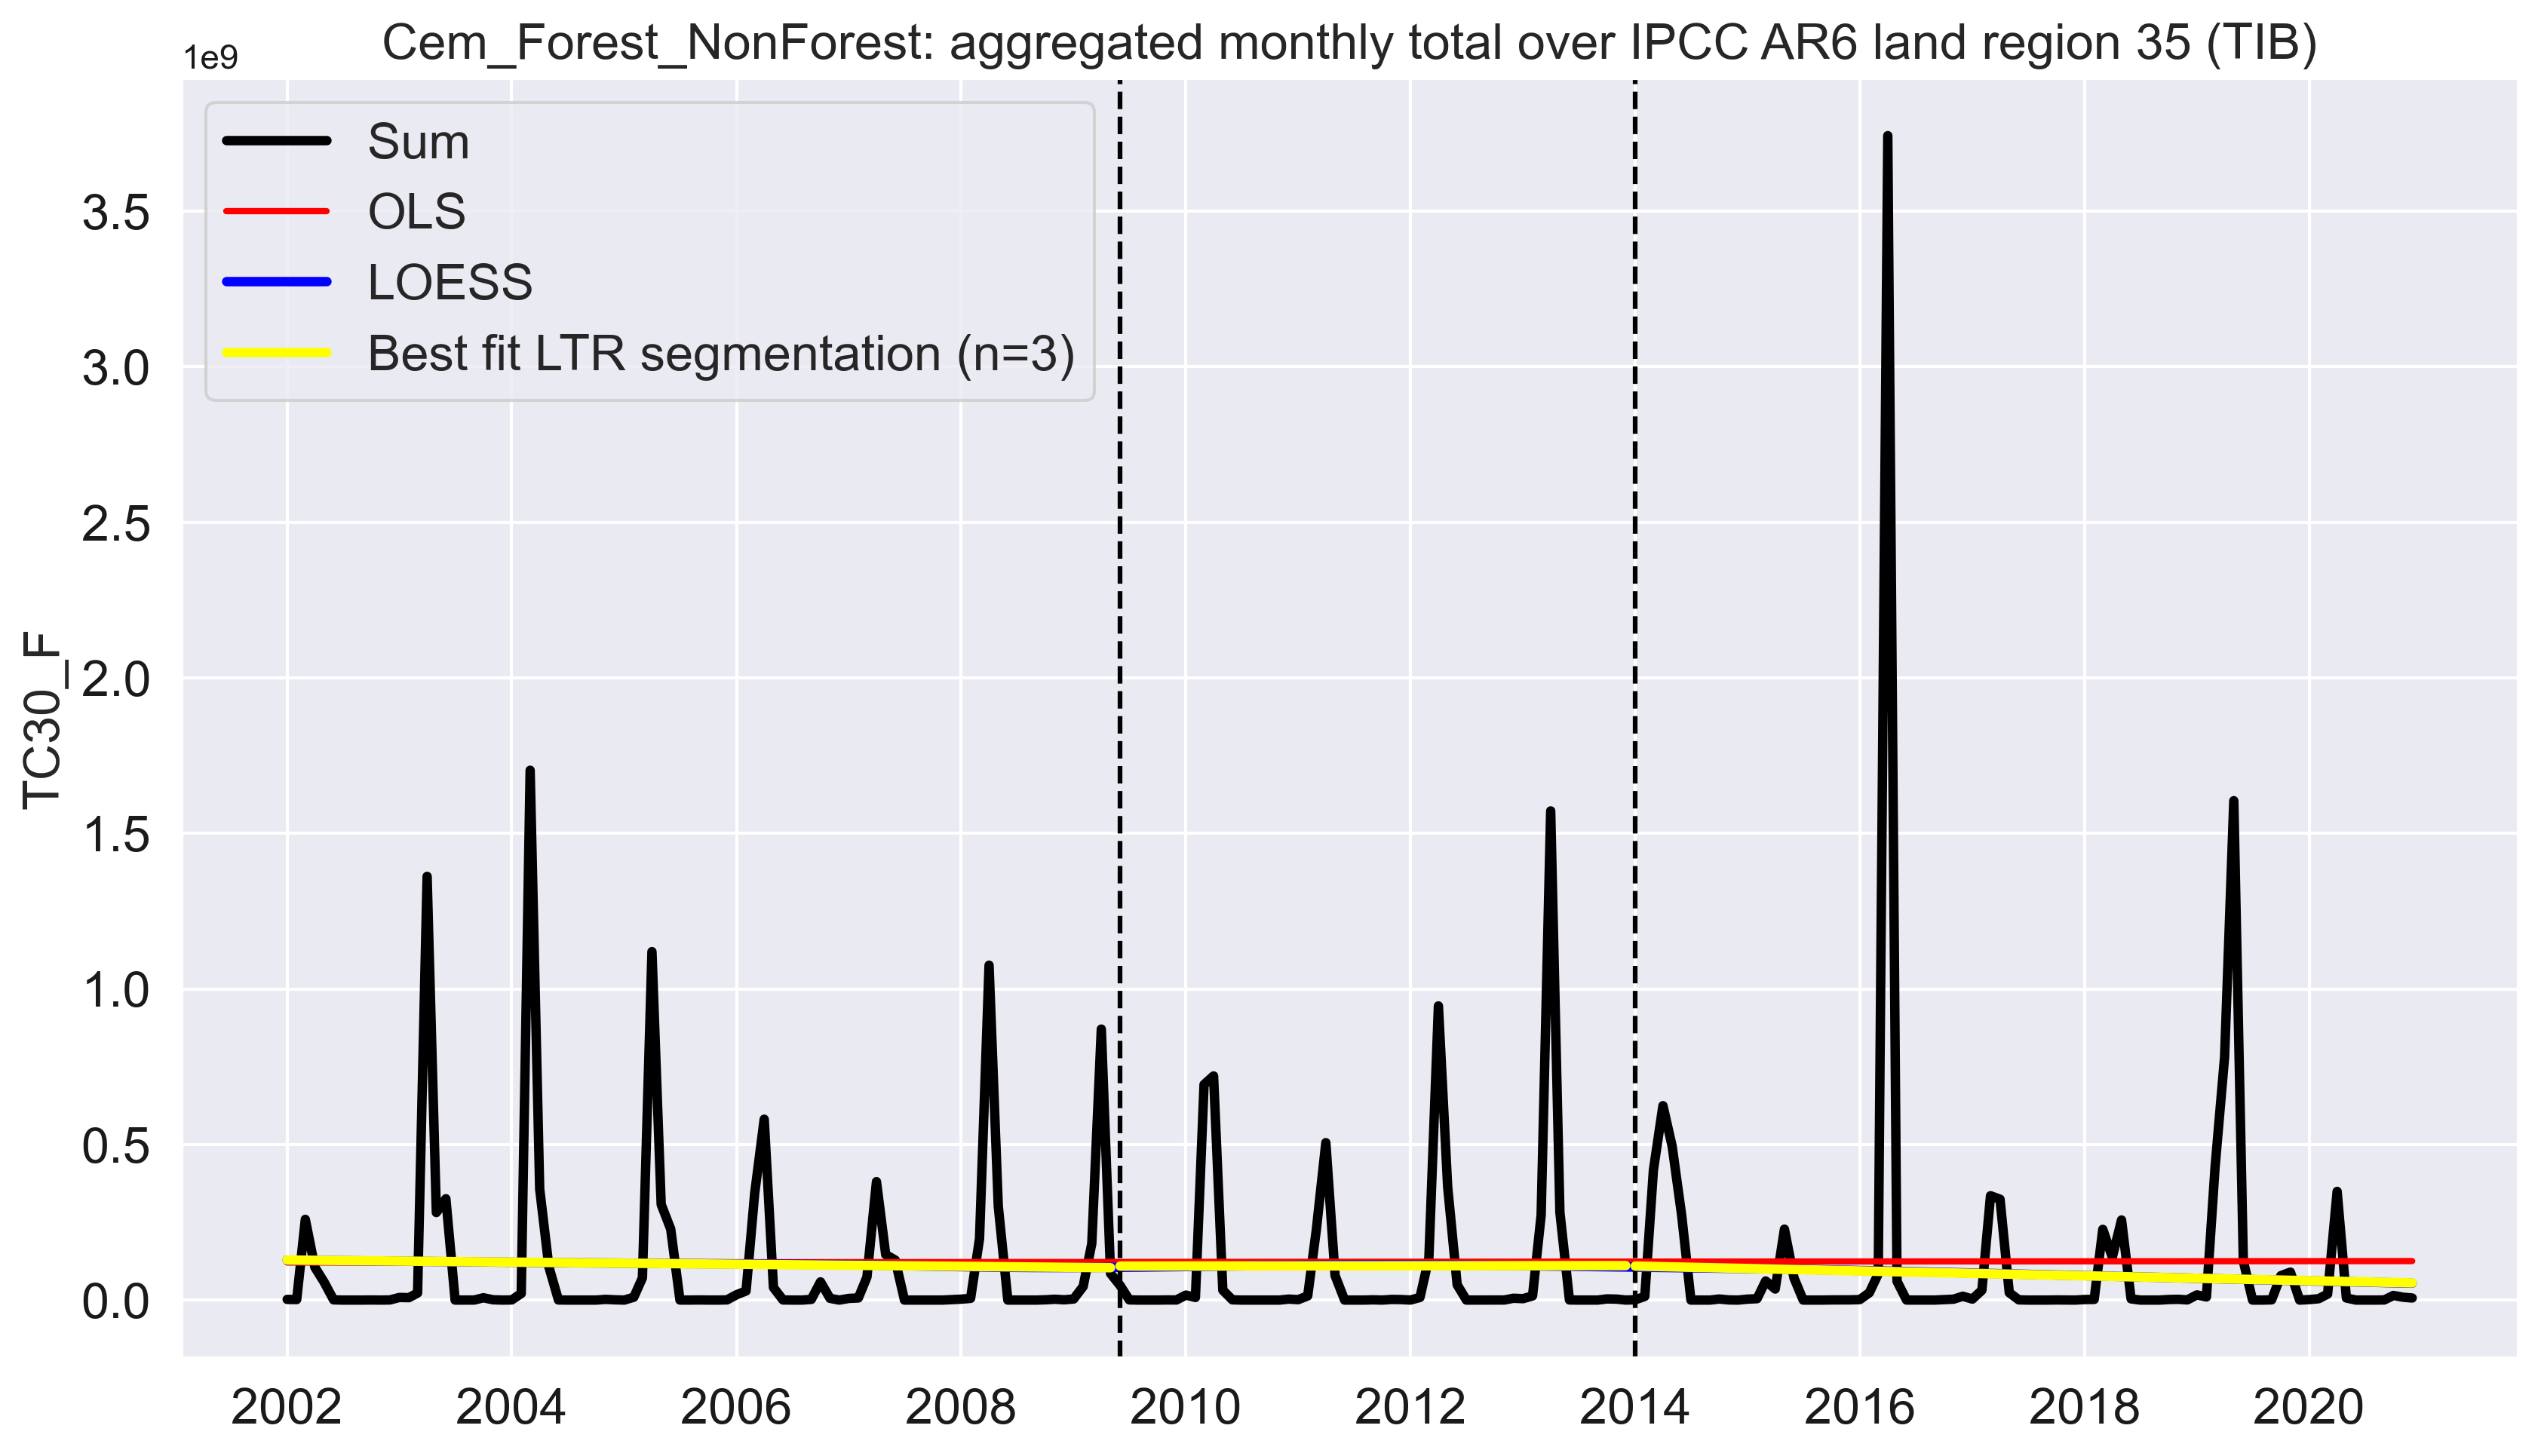 Cem_Forest_NonForest: aggregated monthly total over IPCC AR6 land region 35 (TIB)
1e9
Sum
OLS
LOESS
Best fit LTR segmentation (n=3)
3.5
3.0
2.5
2.0
1.5
1.0
0.5
0.0
TC30_F
2002 2004 2006 2008 2010 2012 2014 2016 2018 2020